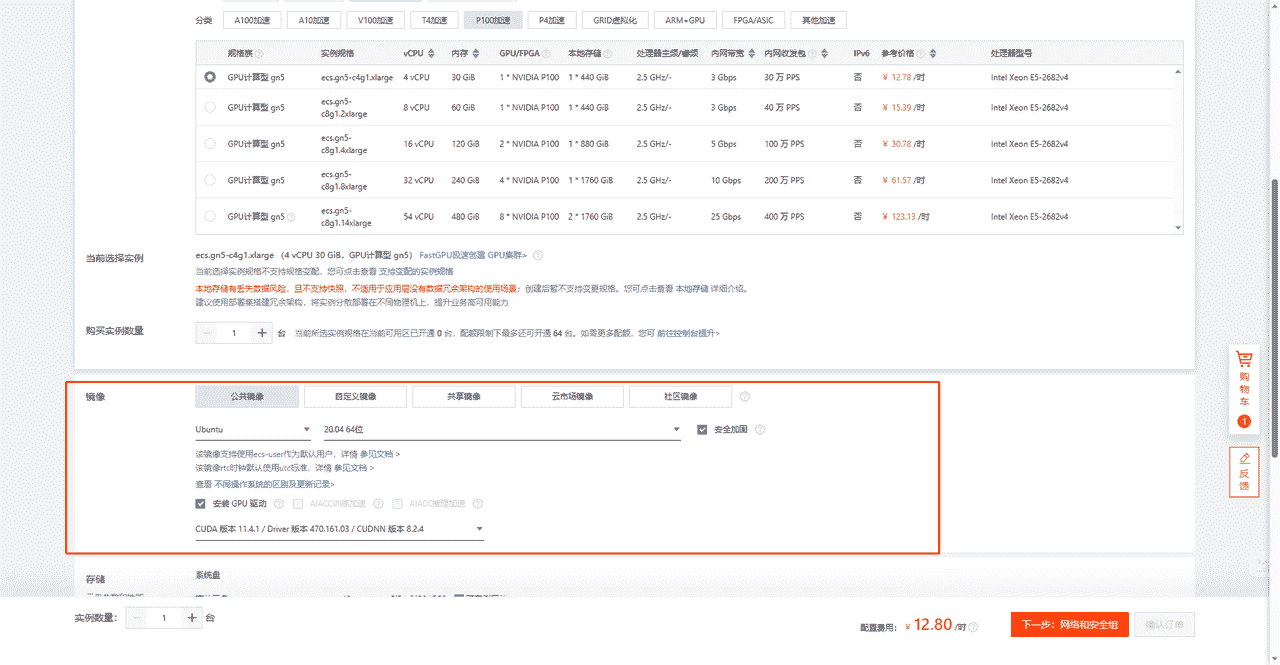 分类 A100加速 A10加速 V100加速 T4加速 P100加速 P4加速 GRID虚拟化 ARM+GPU FPGA/ASIC 其他加速
规格族 实例规格 vCPU 内存 GPU/FPGA 本地存储 处理器主频/睿频 内网带宽 内网收发包 IPv6 参考价格 处理器型号
GPU计算型 gn5 ecs.gn5-c4g1.xlarge 4 vCPU 30 GiB 1 * NVIDIA P100 1 * 440 GiB 2.5 GHz/- 3 Gbps 30 万 PPS 否 ¥ 12.78 /时 Intel Xeon E5-2682v4
GPU计算型 gn5 ecs.gn5-c8g1.2xlarge 8 vCPU 60 GiB 1 * NVIDIA P100 1 * 440 GiB 2.5 GHz/- 3 Gbps 40 万 PPS 否 ¥ 15.39 /时 Intel Xeon E5-2682v4
GPU计算型 gn5 ecs.gn5-c8g1.4xlarge 16 vCPU 120 GiB 2 * NVIDIA P100 1 * 880 GiB 2.5 GHz/- 5 Gbps 100 万 PPS 否 ¥ 30.78 /时 Intel Xeon E5-2682v4
GPU计算型 gn5 ecs.gn5-c8g1.8xlarge 32 vCPU 240 GiB 4 * NVIDIA P100 1 * 1760 GiB 2.5 GHz/- 10 Gbps 200 万 PPS 否 ¥ 61.57 /时 Intel Xeon E5-2682v4
GPU计算型 gn5 ecs.gn5-c8g1.14xlarge 54 vCPU 480 GiB 8 * NVIDIA P100 2 * 1760 GiB 2.5 GHz/- 25 Gbps 400 万 PPS 否 ¥ 123.13 /时 Intel Xeon E5-2682v4
当前选择实例 ecs.gn5-c4g1.xlarge （4 vCPU 30 GiB，GPU计算型 gn5） FastGPU极速创建 GPU集群>
当前选择实例规格不支持规格变配，您可点击查看 支持变配的实例规格
本地存储有丢失数据风险，且不支持快照，不适用于应用层没有数据冗余架构的使用场景；创建后暂不支持变更规格。您可点击查看 本地存储 详细介绍。
建议使用部署集搭建冗余架构，将实例分散部署在不同物理机上，提升业务高可用能力
购买实例数量 － 1 + 台 当前所选实例规格在当前可用区已开通 0 台，配额限制下最多还可开通 64 台。如需更多配额，您可 前往控制台提升>
镜像 公共镜像 自定义镜像 共享镜像 云市场镜像 社区镜像
Ubuntu 20.04 64位 安全加固
该镜像支持使用ecs-user作为默认用户，详情 参见文档 >
该镜像rtc时钟默认使用utc标准，详情 参见文档 >
查看 不同操作系统的区别及更新记录>
安装 GPU 驱动 AIACC训练加速 AIACC推理加速
CUDA 版本 11.4.1 / Driver 版本 470.161.03 / CUDNN 版本 8.2.4
存储 系统盘
实例数量： － 1 + 台 配置费用： ¥ 12.80 /时 下一步：网络和安全组 确认订单
购物车
1
反馈